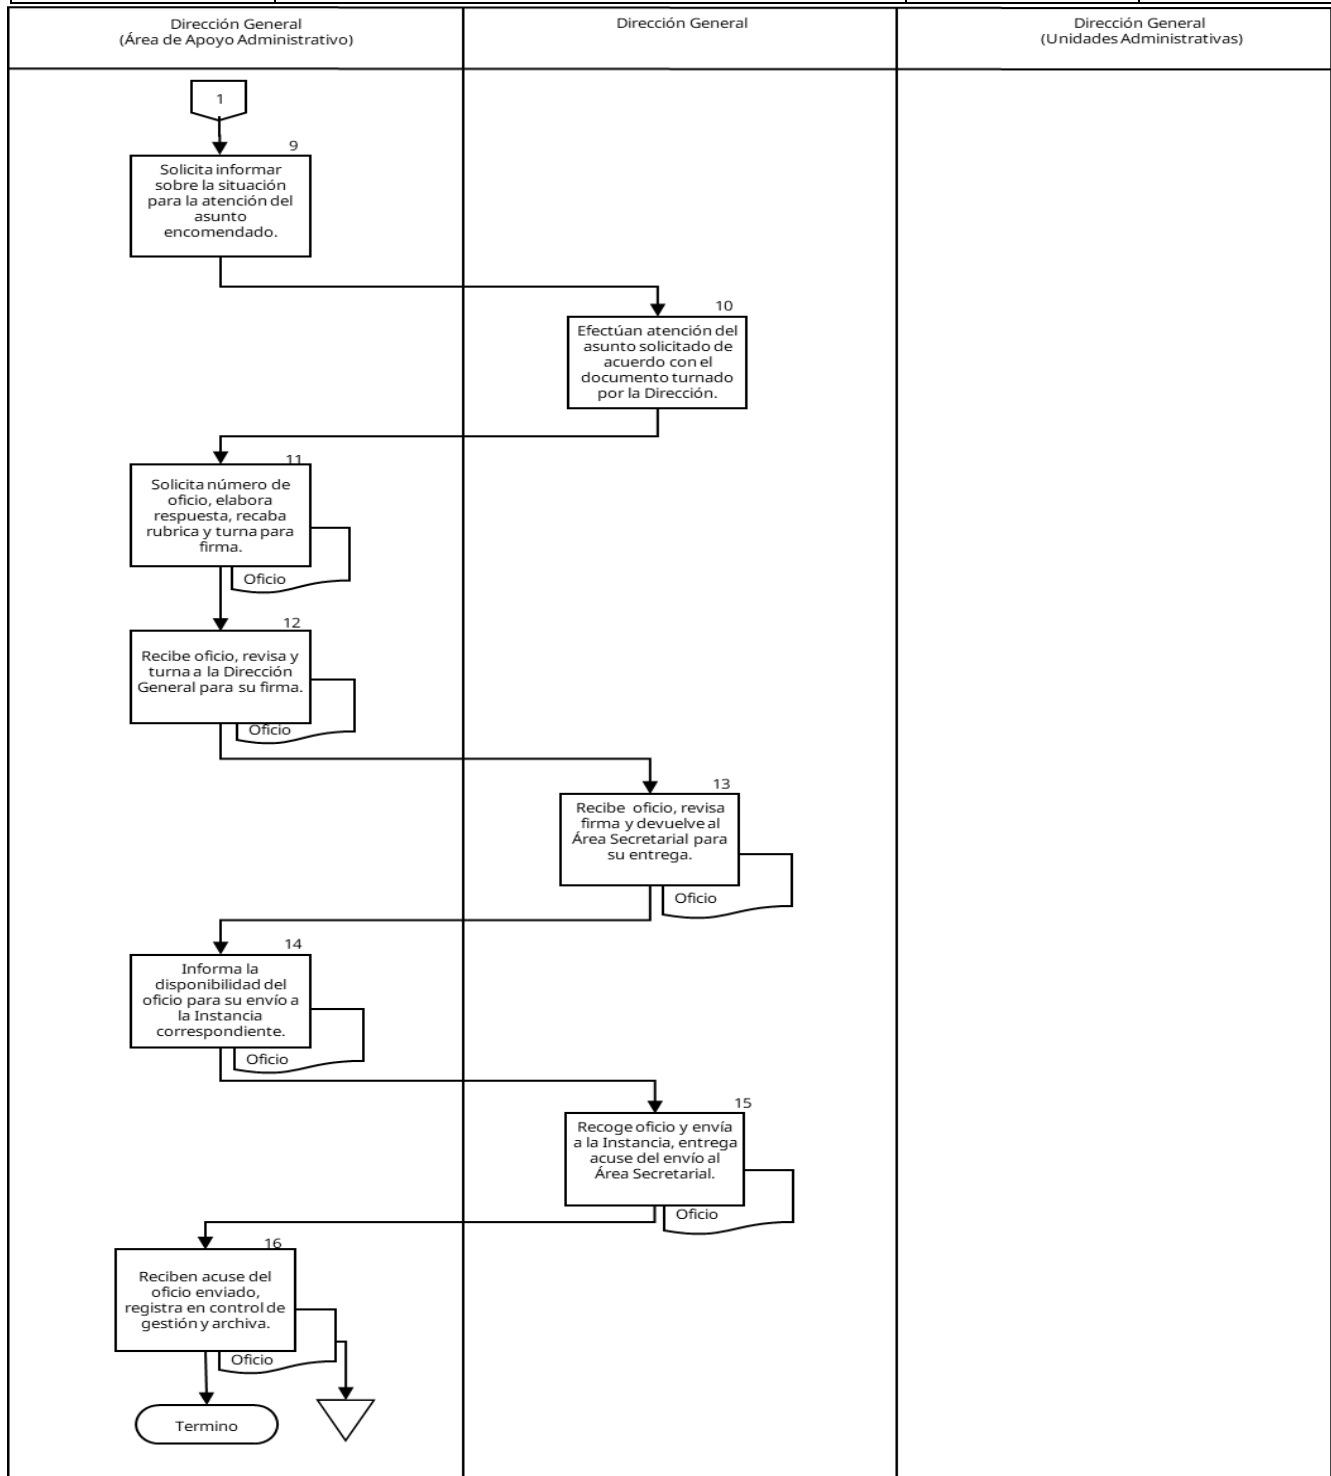 Dirección General
(Área de Apoyo Administrativo)
Dirección General
Dirección General
(Unidades Administrativas)
1
9
Solicita informar
sobre la situación
para la atención del
asunto
encomendado.
10
Efectúan atención del
asunto solicitado de
acuerdo con el
documento turnado
por la Dirección.
11
Solicita número de
oficio, elabora
respuesta, recaba
rubrica y turna para
firma.
Oficio
12
Recibe oficio, revisa y
turna a la Dirección
General para su firma.
Oficio
13
Recibe oficio, revisa
firma y devuelve al
Área Secretarial para
su entrega.
Oficio
14
Informa la
disponibilidad del
oficio para su envío a
la Instancia
correspondiente.
Oficio
15
Recoge oficio y envía
a la Instancia, entrega
acuse del envío al
Área Secretarial.
Oficio
16
Reciben acuse del
oficio enviado,
registra en control de
gestión y archiva.
Oficio
Termino